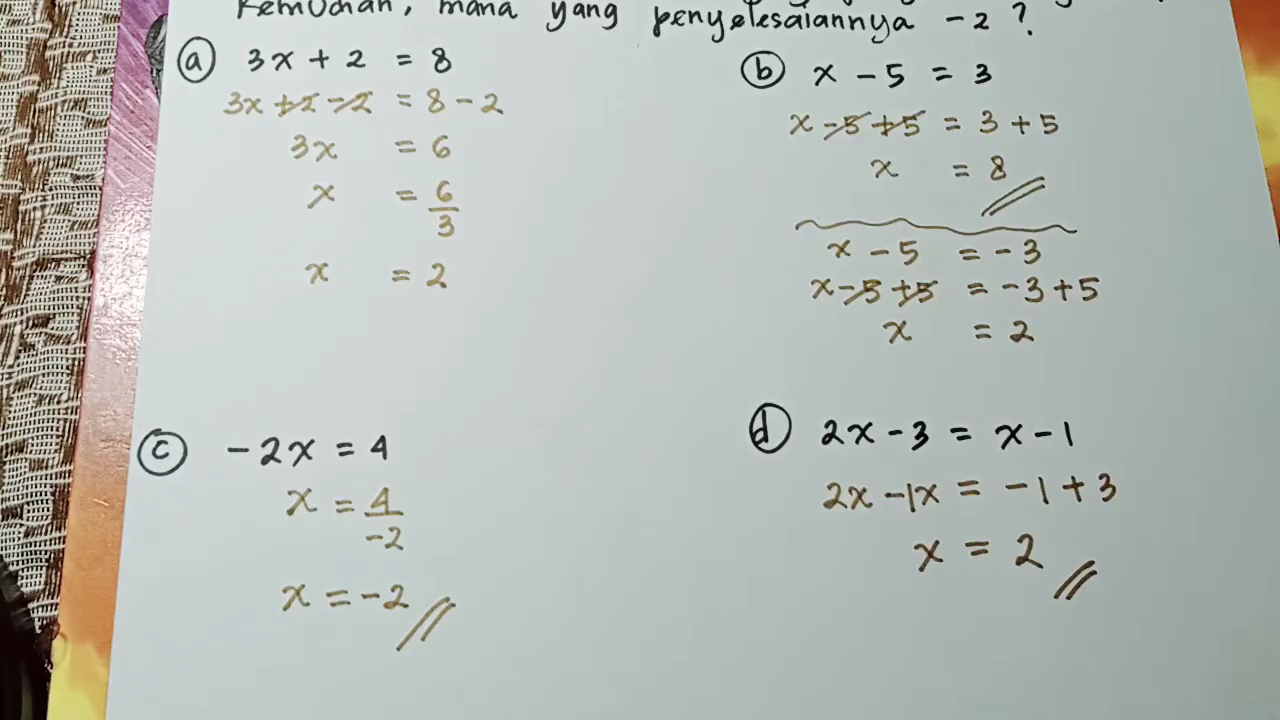 Kemudian, mana yang penyelesaiannya -2 ?
(a) 3x + 2 = 8
3x +2 -2 = 8 - 2
3x = 6
x = 6/3
x = 2
(b) x - 5 = 3
x -5 +5 = 3 + 5
x = 8
x - 5 = -3
x -5 +5 = -3 + 5
x = 2
(c) -2x = 4
x = 4/-2
x = -2
(d) 2x - 3 = x - 1
2x - 1x = -1 + 3
x = 2